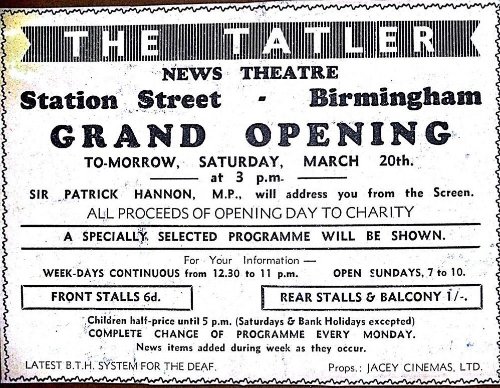 THE TATLER
NEWS THEATRE
Station Street - Birmingham
GRAND OPENING
TO-MORROW, SATURDAY, MARCH 20th.
at 3 p.m.
SIR PATRICK HANNON, M.P., will address you from the Screen.
ALL PROCEEDS OF OPENING DAY TO CHARITY
A SPECIALLY SELECTED PROGRAMME WILL BE SHOWN.
For Your Information—
WEEK-DAYS CONTINUOUS from 12.30 to 11 p.m. OPEN SUNDAYS, 7 to 10.
FRONT STALLS 6d. REAR STALLS & BALCONY 1/-.
Children half-price until 5 p.m. (Saturdays & Bank Holidays excepted)
COMPLETE CHANGE OF PROGRAMME EVERY MONDAY.
News items added during week as they occur.
LATEST B.T.H. SYSTEM FOR THE DEAF. Props.: JACEY CINEMAS, LTD.